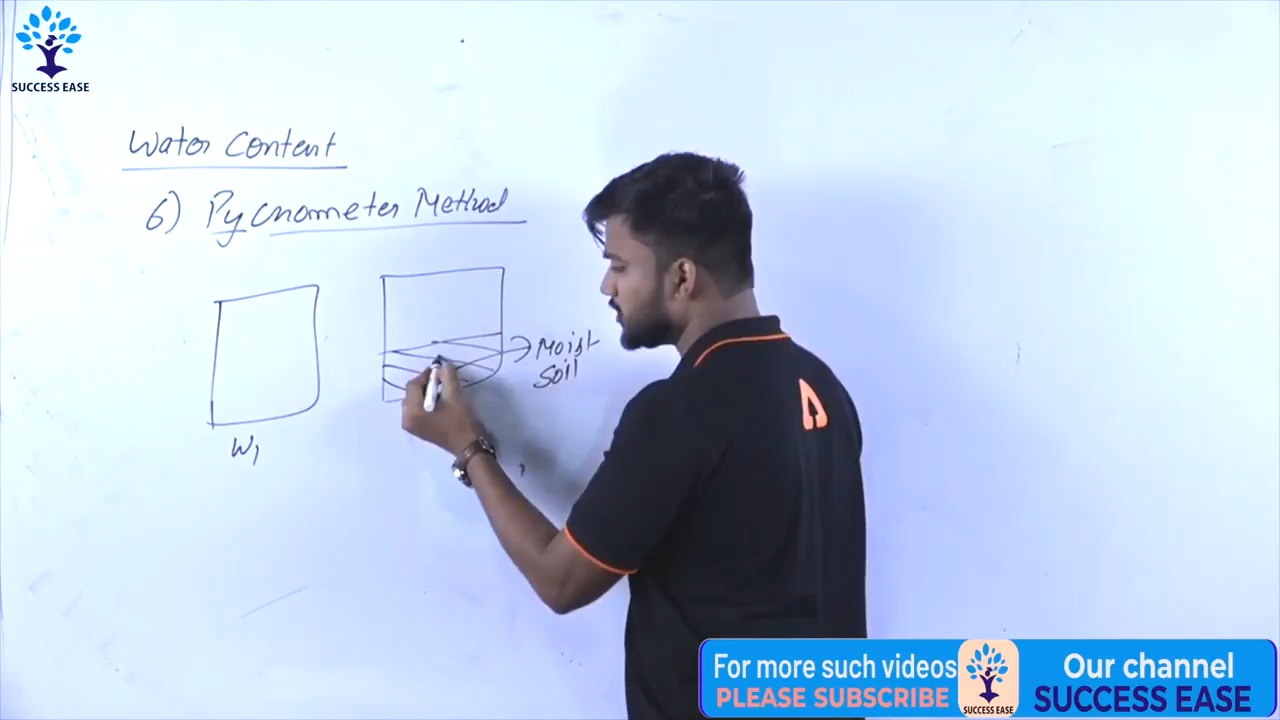 SUCCESS EASE
Water Content
6) Pycnometer Method
Moist
Soil
W1
For more such videos
PLEASE SUBSCRIBE
SUCCESS EASE
Our channel
SUCCESS EASE